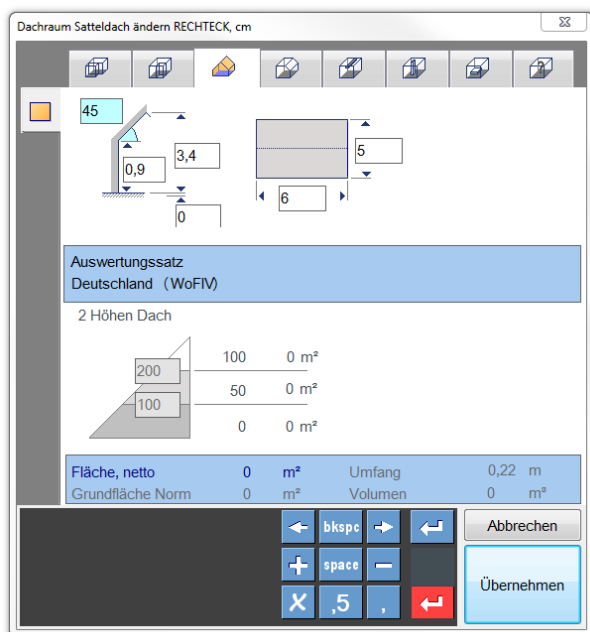 Dachraum Satteldach ändern RECHTECK, cm
45
0,9
3,4
0
5
6
Auswertungssatz
Deutschland (WoFIV)
2 Höhen Dach
200 100 0 m²
100 50 0 m²
0 0 m²
Fläche, netto 0 m² Umfang 0,22 m
Grundfläche Norm 0 m² Volumen 0 m³
bkspc
Abbrechen
+ space −
Übernehmen
X ,5 ,